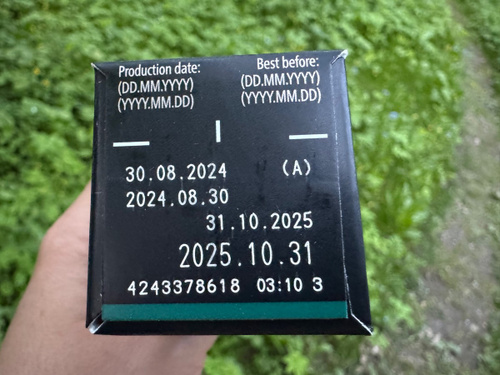 Production date:
(DD.MM.YYYY)
(YYYY.MM.DD)
Best before:
(DD.MM.YYYY)
(YYYY.MM.DD)
30.08.2024 (A)
2024.08.30
31.10.2025
2025.10.31
4243378618 03:10 3